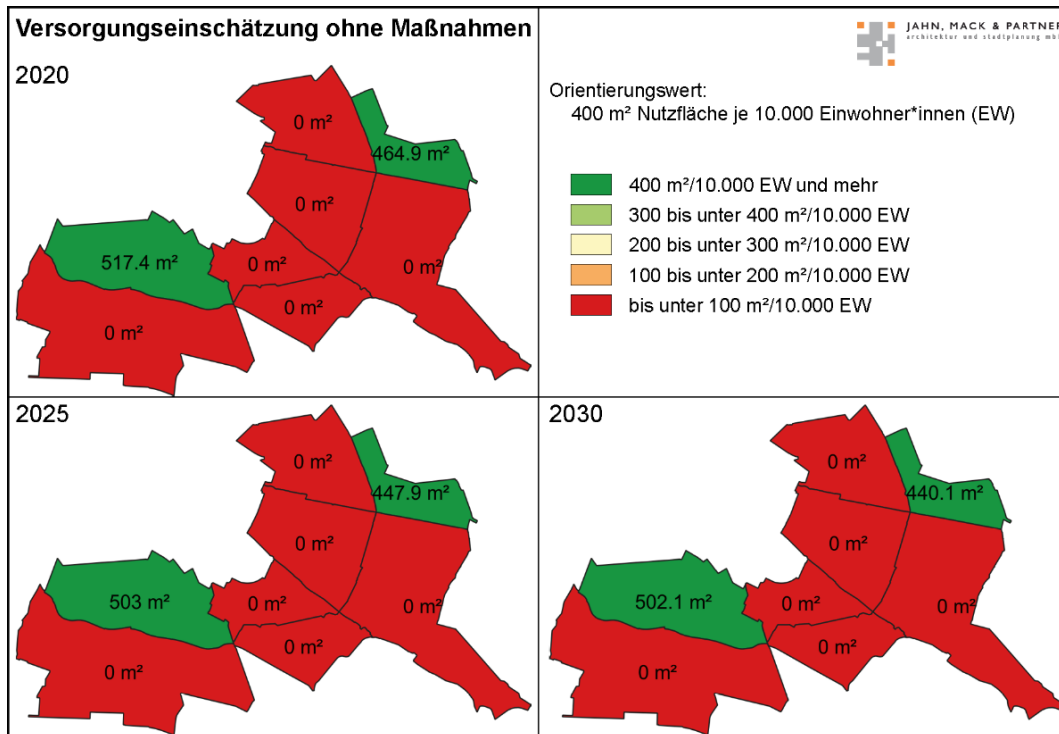 Versorgungseinschätzung ohne Maßnahmen
2020
0 m²
464.9 m²
0 m²
517.4 m²
0 m²
0 m²
0 m²
0 m²
JAHN, MACK & PARTNER
architektur und stadtplanung mbb
Orientierungswert:
400 m² Nutzfläche je 10.000 Einwohner*innen (EW)
400 m²/10.000 EW und mehr
300 bis unter 400 m²/10.000 EW
200 bis unter 300 m²/10.000 EW
100 bis unter 200 m²/10.000 EW
bis unter 100 m²/10.000 EW
2025
0 m²
447.9 m²
0 m²
503 m²
0 m²
0 m²
0 m²
0 m²
2030
0 m²
440.1 m²
0 m²
502.1 m²
0 m²
0 m²
0 m²
0 m²